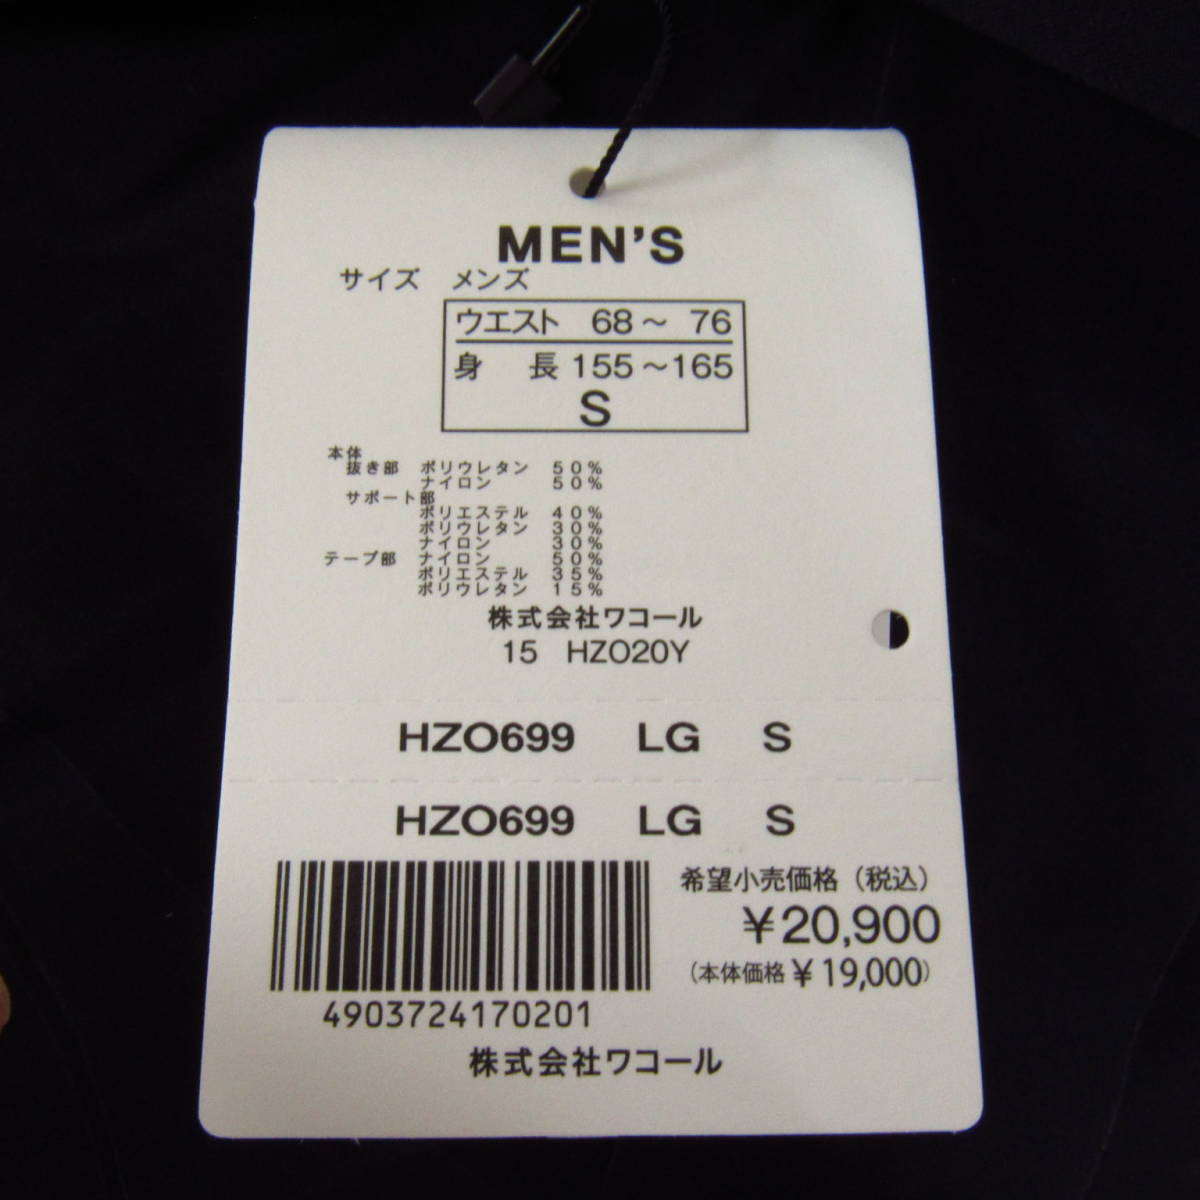 MEN'S
サイズ メンズ
ウエスト 68～ 76
身 長 155～165
S
本体
抜き部 ポリウレタン 50%
ナイロン 50%
サポート部
ポリエステル 40%
ポリウレタン 30%
ナイロン 30%
テープ部 ナイロン 50%
ポリエステル 35%
ポリウレタン 15%
株式会社ワコール
15 HZO20Y
HZO699 LG S
HZO699 LG S
希望小売価格（税込）
¥20,900
（本体価格¥19,000）
4903724170201
株式会社ワコール